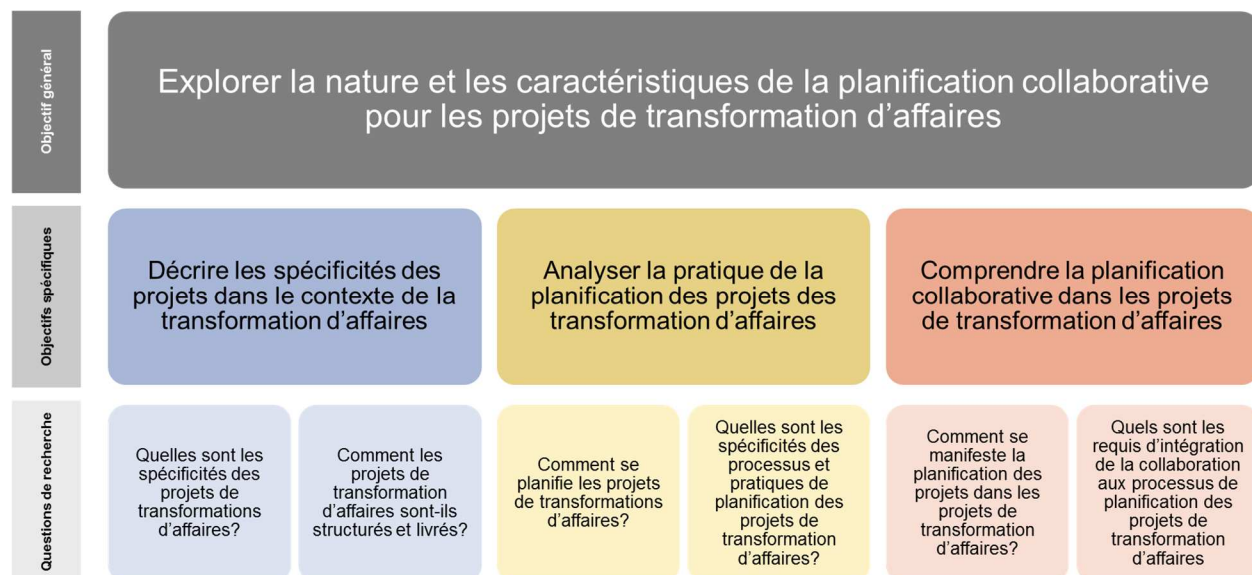 Objectif général
Explorer la nature et les caractéristiques de la planification collaborative
pour les projets de transformation d'affaires
Objectifs spécifiques
Décrire les spécificités des
projets dans le contexte de la
transformation d'affaires
Analyser la pratique de la
planification des projets des
transformation d'affaires
Comprendre la planification
collaborative dans les projets
de transformation d'affaires
Questions de recherche
Quelles sont les
spécificités des
projets de
transformations
d'affaires?
Comment les
projets de
transformation
d'affaires sont-ils
structurés et livrés?
Comment se
planifie les projets
de transformations
d'affaires?
Quelles sont les
spécificités des
processus et
pratiques de
planification des
projets de
transformation
d'affaires?
Comment se
manifeste la
planification des
projets dans les
projets de
transformation
d'affaires?
Quels sont les
requis d'intégration
de la collaboration
aux processus de
planification des
projets de
transformation
d'affaires